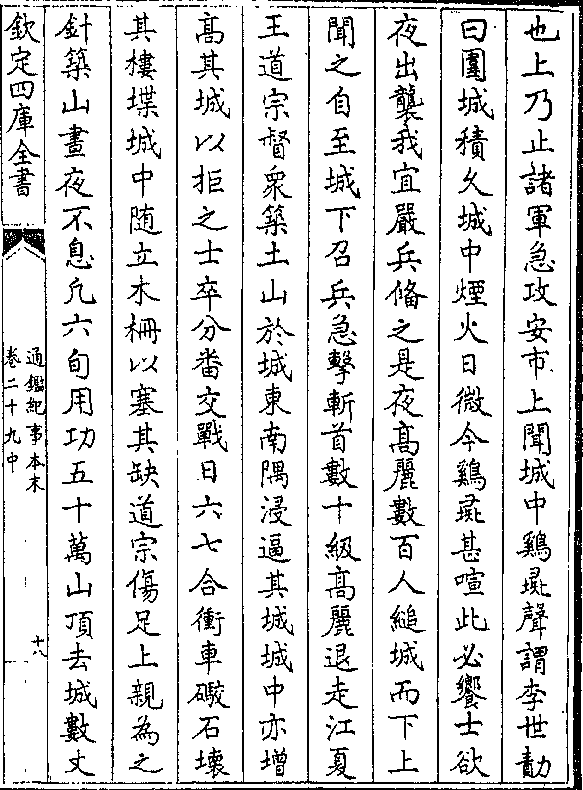 也上乃止諸軍急攻安市上聞城中鷄彘聲謂李世勣
曰圍城積久城中煙火日微今鷄彘甚喧此必饗士欲
夜出襲我宜嚴兵備之是夜髙麗數百人縋城而下上
聞之自至城下召兵急擊斬首數十級髙麗退走江夏
王道宗督衆築土山於城東南隅浸逼其城城中亦增
髙其城以拒之士卒分番交戰日六七合衝車礮石壊
其樓堞城中随立木柵以塞其缺道宗傷足上親為之
針築山晝夜不息凢六旬用功五十萬山頂去城數丈
欽定四庫全書
通鑑紀事本末
卷二十九中
十八